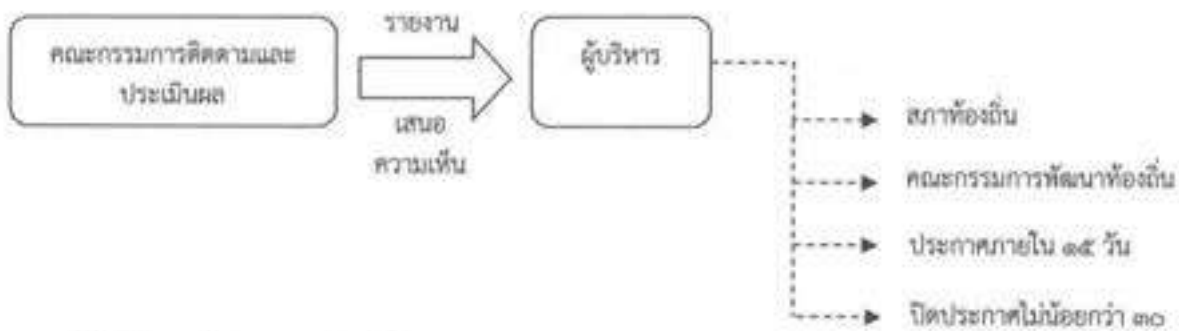 คณะกรรมการติดตามและ
ประเมินผล
รายงาน
เสนอ
ความเห็น
ผู้บริหาร
สภาท้องถิ่น
คณะกรรมการพัฒนาท้องถิ่น
ประกาศภายใน ๑๕ วัน
ปิดประกาศไม่น้อยกว่า ๓๐